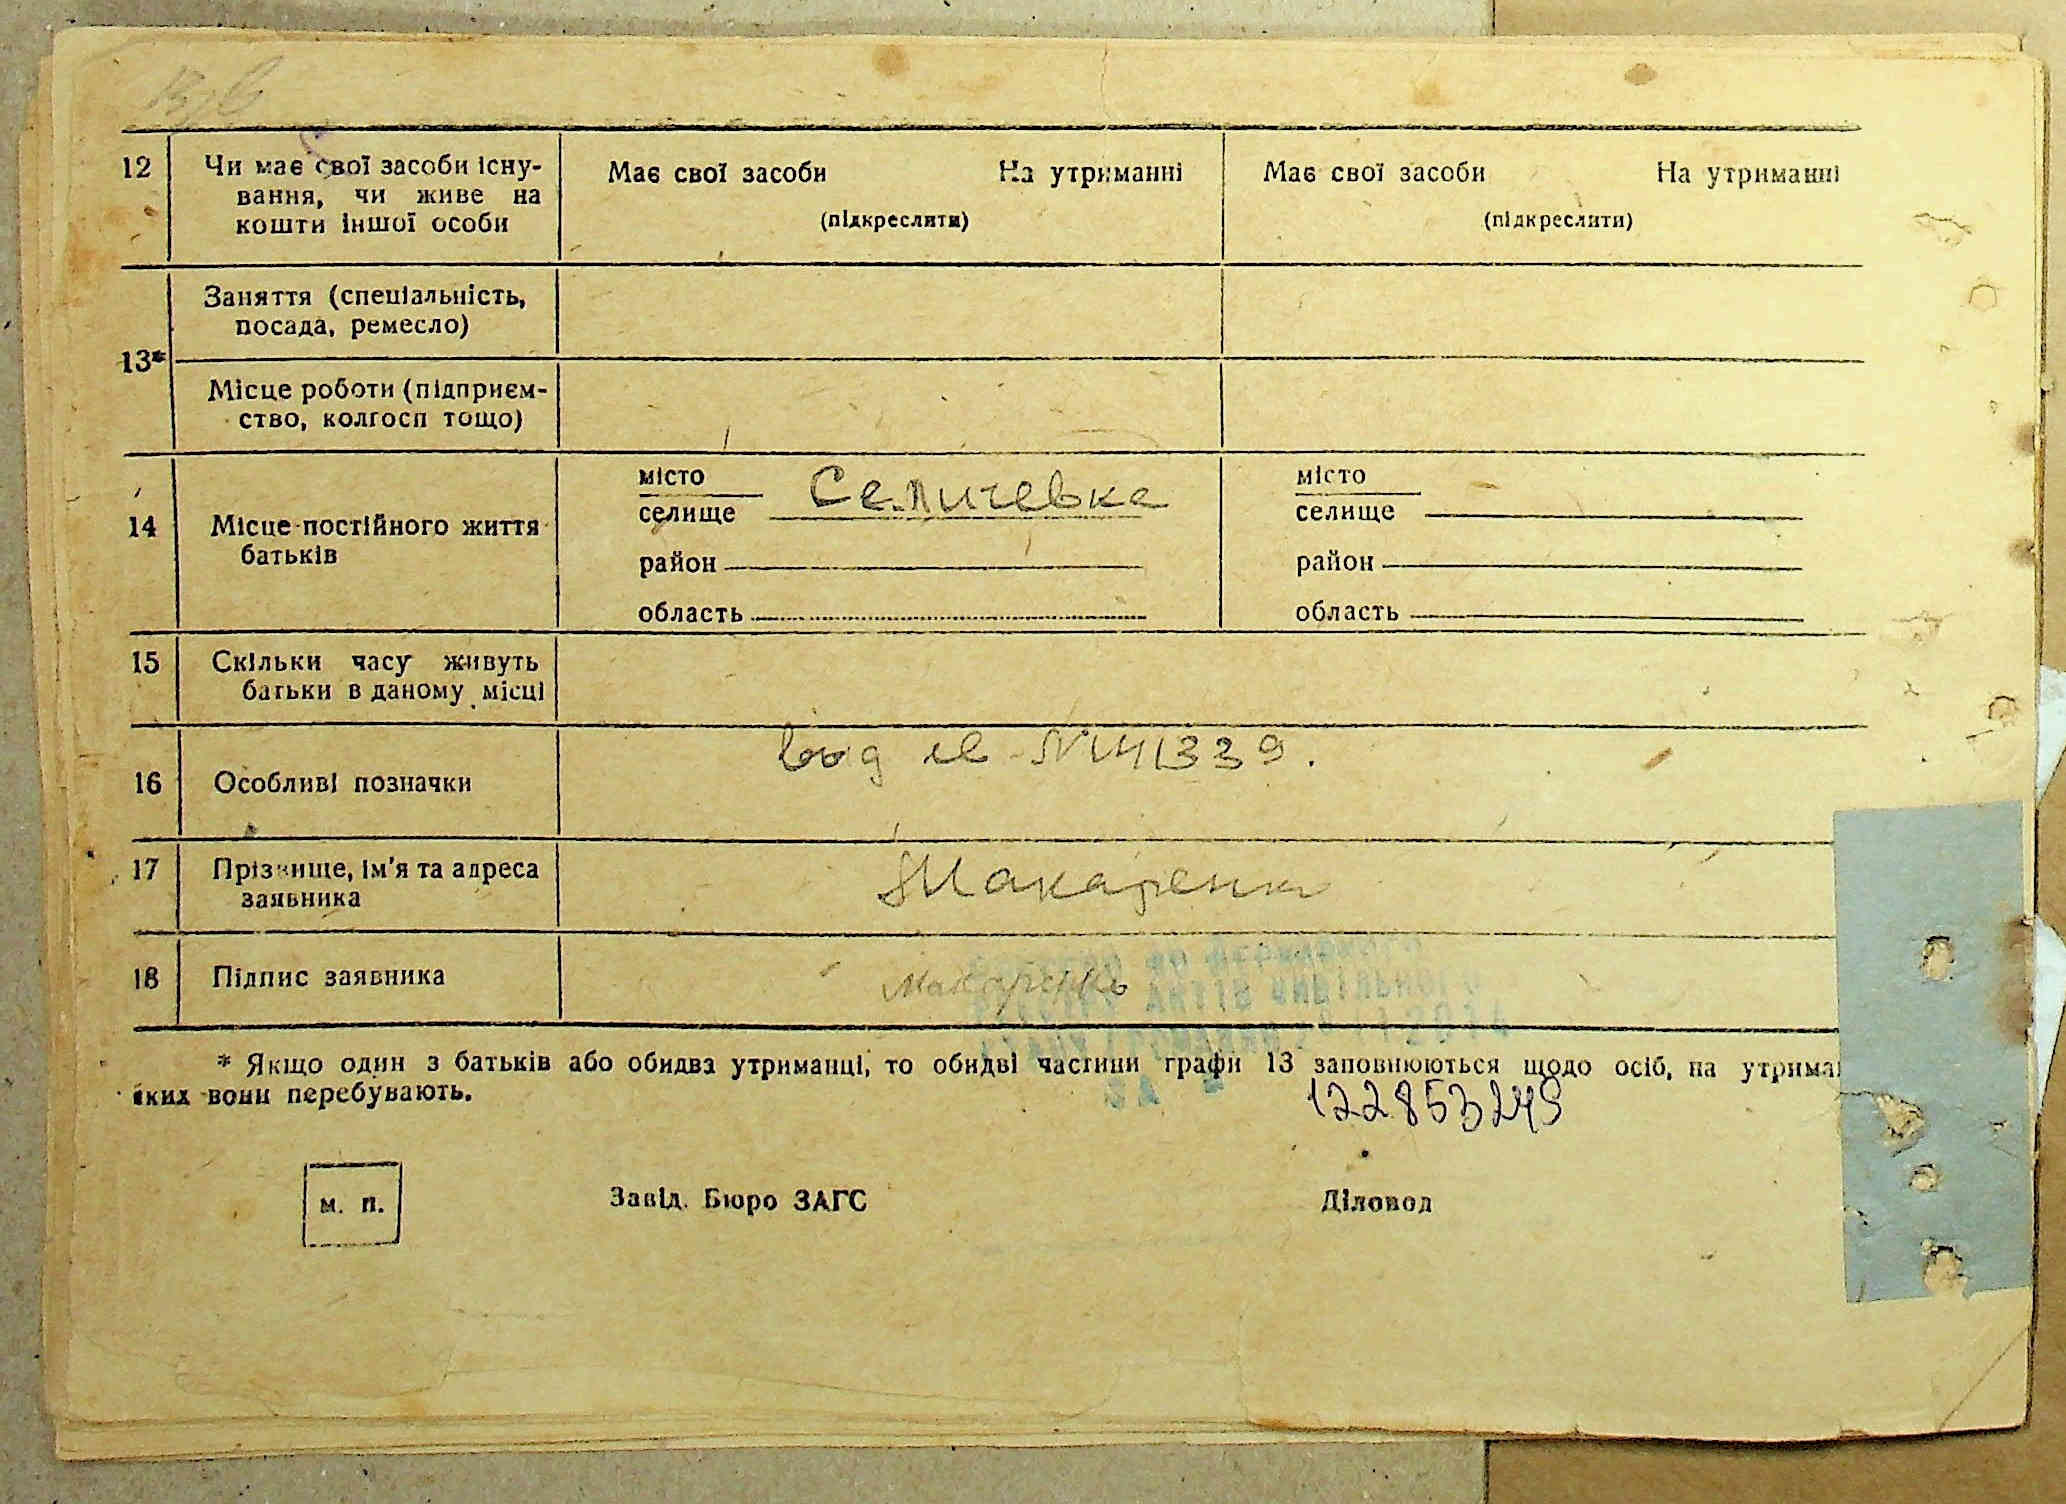 12 Чи має свої засоби існування, чи живе на кошти іншої особи
Має свої засоби На утриманні
(підкреслити)
Має свої засоби На утриманні
(підкреслити)
13*
Заняття (спеціальність,
посада, ремесло)
Місце роботи (підприєм-
ство, колгосп тощо)
14 Місце постійного життя
батьків
місто
селище Селичевка
район
область
місто
селище
район
область
15 Скільки часу живуть
батьки в даному місці
16 Особливі позначки
№ 141339.
17 Прізвище, ім'я та адреса
заявника
Макаренко
18 Підпис заявника
Макаренко
* Якщо один з батьків або обидва утриманці, то обидві частини графи 13 заповнюються щодо осіб, на утрима
яких вони перебувають.
122853249
м. п.
Завід. Бюро ЗАГС
Діловод